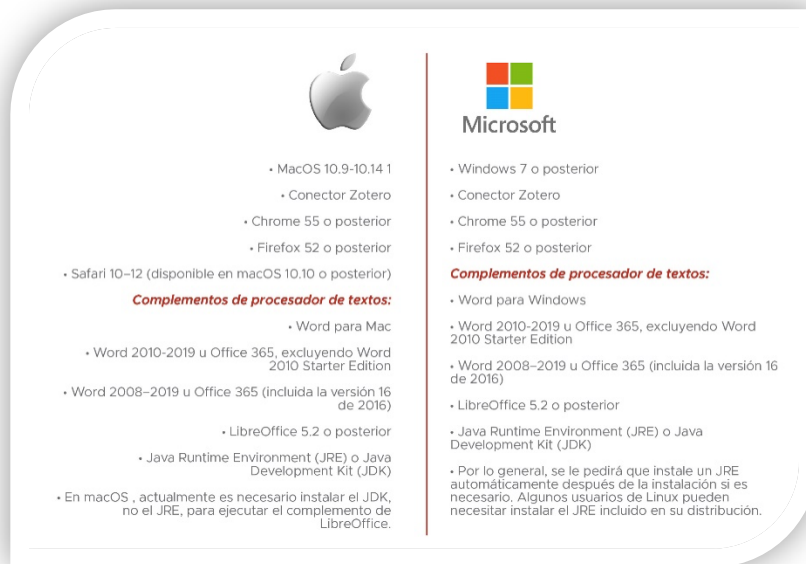 • MacOS 10.9-10.14 1
• Conector Zotero
• Chrome 55 o posterior
• Firefox 52 o posterior
• Safari 10–12 (disponible en macOS 10.10 o posterior)
Complementos de procesador de textos:
• Word para Mac
• Word 2010-2019 u Office 365, excluyendo Word
2010 Starter Edition
• Word 2008–2019 u Office 365 (incluida la versión 16
de 2016)
• LibreOffice 5.2 o posterior
• Java Runtime Environment (JRE) o Java
Development Kit (JDK)
• En macOS , actualmente es necesario instalar el JDK,
no el JRE, para ejecutar el complemento de
LibreOffice.
Microsoft
• Windows 7 o posterior
• Conector Zotero
• Chrome 55 o posterior
• Firefox 52 o posterior
Complementos de procesador de textos:
• Word para Windows
• Word 2010-2019 u Office 365, excluyendo Word
2010 Starter Edition
• Word 2008–2019 u Office 365 (incluida la versión 16
de 2016)
• LibreOffice 5.2 o posterior
• Java Runtime Environment (JRE) o Java
Development Kit (JDK)
• Por lo general, se le pedirá que instale un JRE
automáticamente después de la instalación si es
necesario. Algunos usuarios de Linux pueden
necesitar instalar el JRE incluido en su distribución.